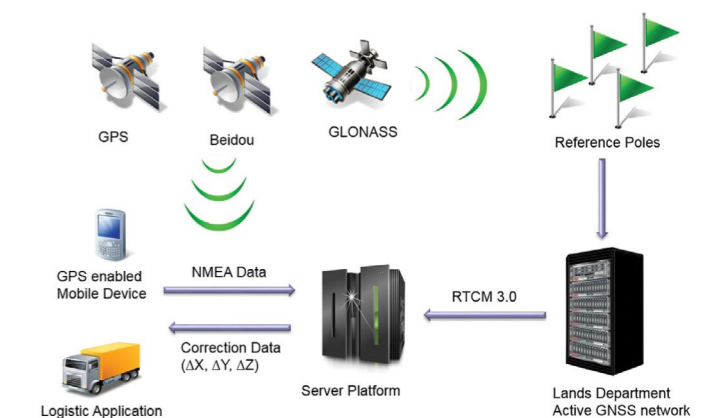 GPS
Beidou
GLONASS
Reference Poles
GPS enabled
Mobile Device
NMEA Data
RTCM 3.0
Correction Data
(ΔX, ΔY, ΔZ)
Server Platform
Logistic Application
Lands Department
Active GNSS network